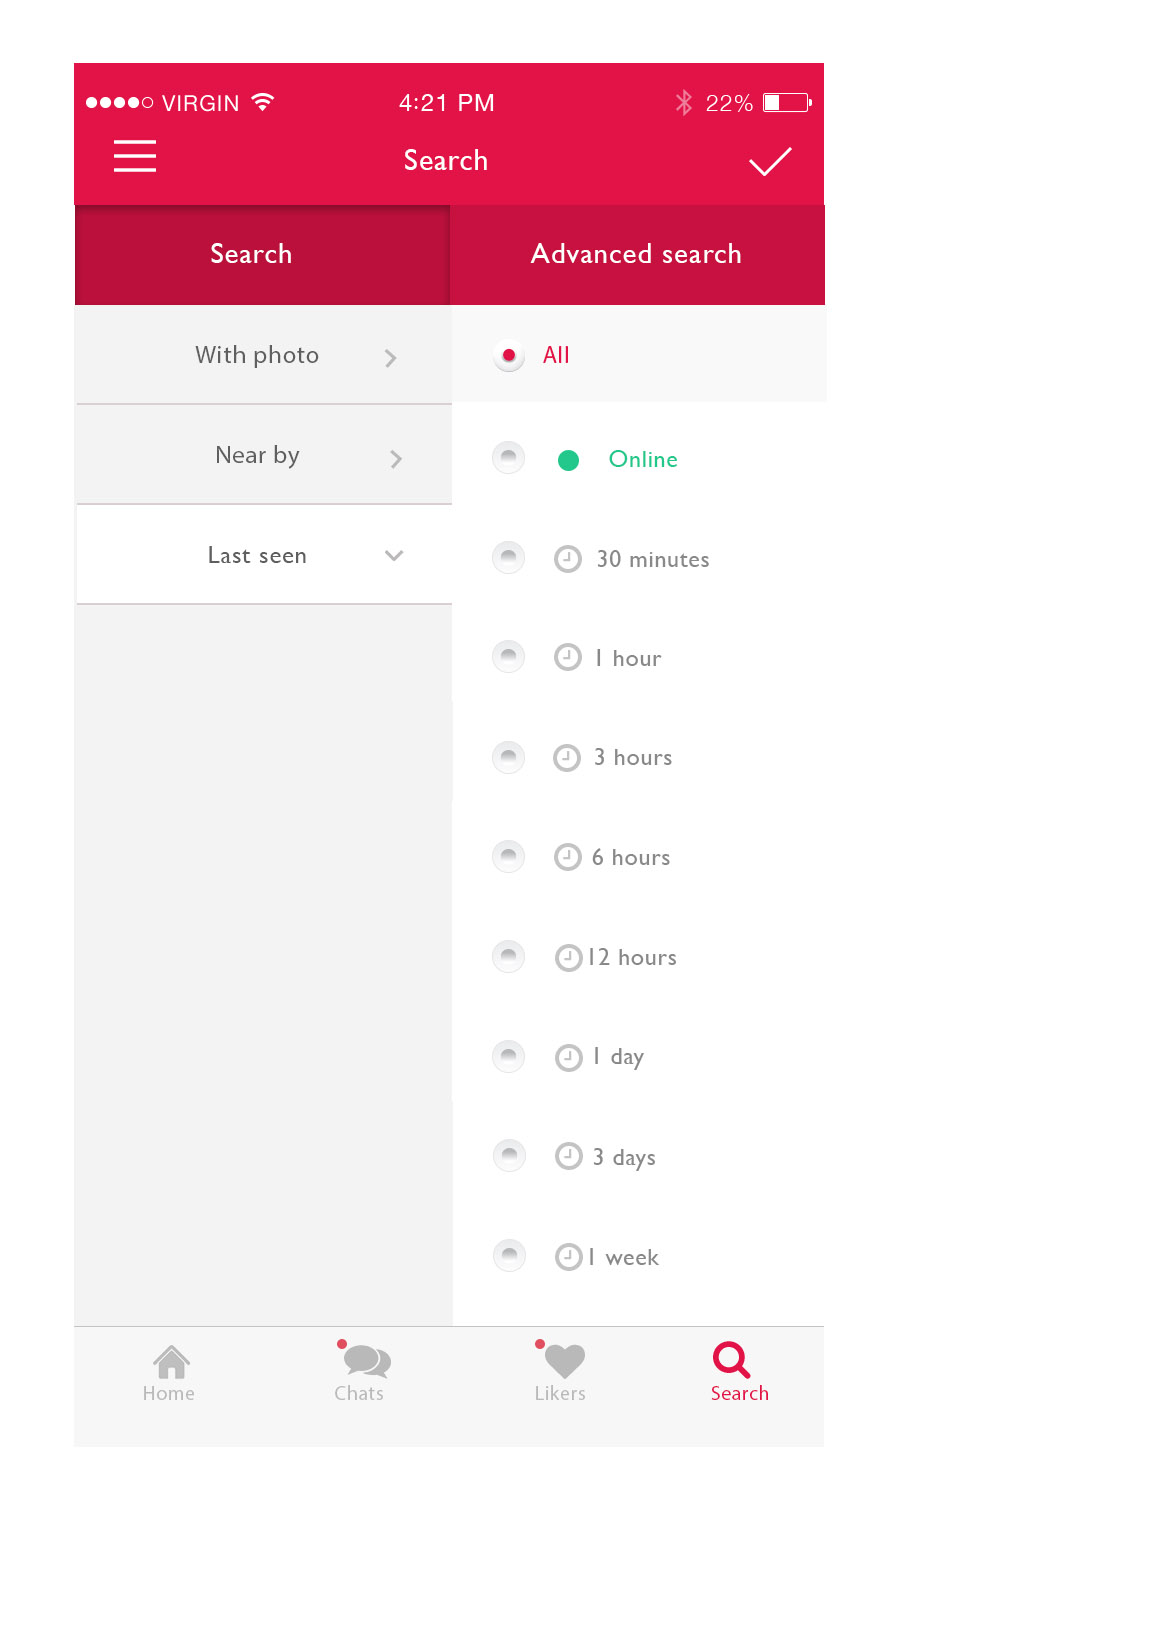 VIRGIN 4:21 PM 22%
Search
Search Advanced search
With photo
Near by
Last seen
All
Online
30 minutes
1 hour
3 hours
6 hours
12 hours
1 day
3 days
1 week
Home Chats Likers Search